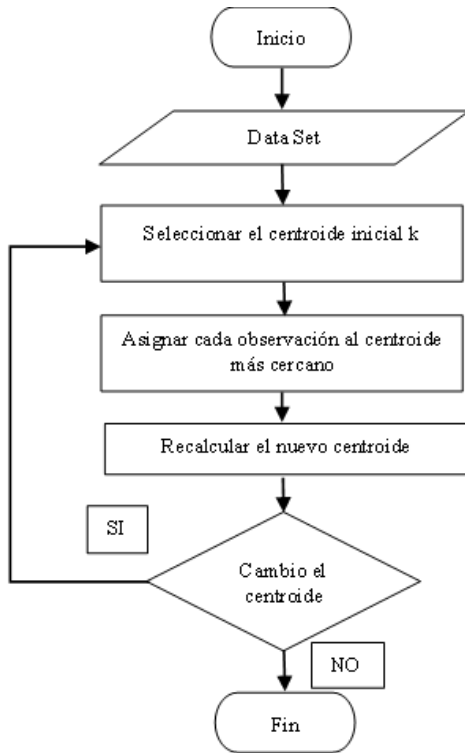 Inicio
Data Set
Seleccionar el centroide inicial k
Asignar cada observación al centroide
más cercano
Recalcular el nuevo centroide
SI
Cambio el
centroide
NO
Fin